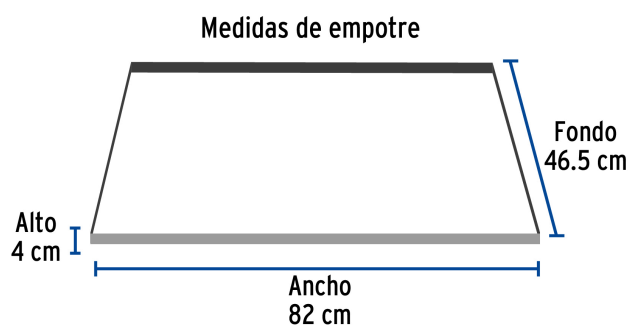 Medidas de empotre
Fondo
46.5 cm
Alto
4 cm
Ancho
82 cm